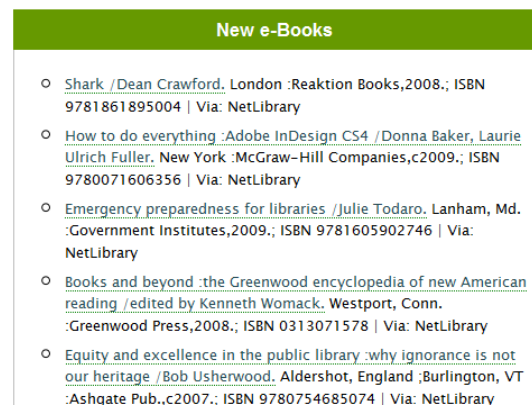 New e-Books
Shark /Dean Crawford. London :Reaktion Books,2008.; ISBN
9781861895004 | Via: NetLibrary
How to do everything :Adobe InDesign CS4 /Donna Baker, Laurie
Ulrich Fuller. New York :McGraw-Hill Companies,c2009.; ISBN
9780071606356 | Via: NetLibrary
Emergency preparedness for libraries /Julie Todaro. Lanham, Md.
:Government Institutes,2009.; ISBN 9781605902746 | Via:
NetLibrary
Books and beyond :the Greenwood encyclopedia of new American
reading /edited by Kenneth Womack. Westport, Conn.
:Greenwood Press,2008.; ISBN 0313071578 | Via: NetLibrary
Equity and excellence in the public library :why ignorance is not
our heritage /Bob Usherwood. Aldershot, England ;Burlington, VT
:Ashgate Pub.,c2007.; ISBN 9780754685074 | Via: NetLibrary